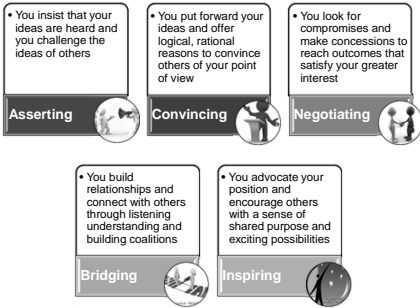 • You insist that your
ideas are heard and
you challenge the
ideas of others
Asserting
• You put forward your
ideas and offer
logical, rational
reasons to convince
others of your point
of view
Convincing
• You look for
compromises and
make concessions to
reach outcomes that
satisfy your greater
interest
Negotiating
• You build
relationships and
connect with others
through listening
understanding and
building coalitions
Bridging
• You advocate your
position and
encourage others
with a sense of
shared purpose and
exciting possibilities
Inspiring